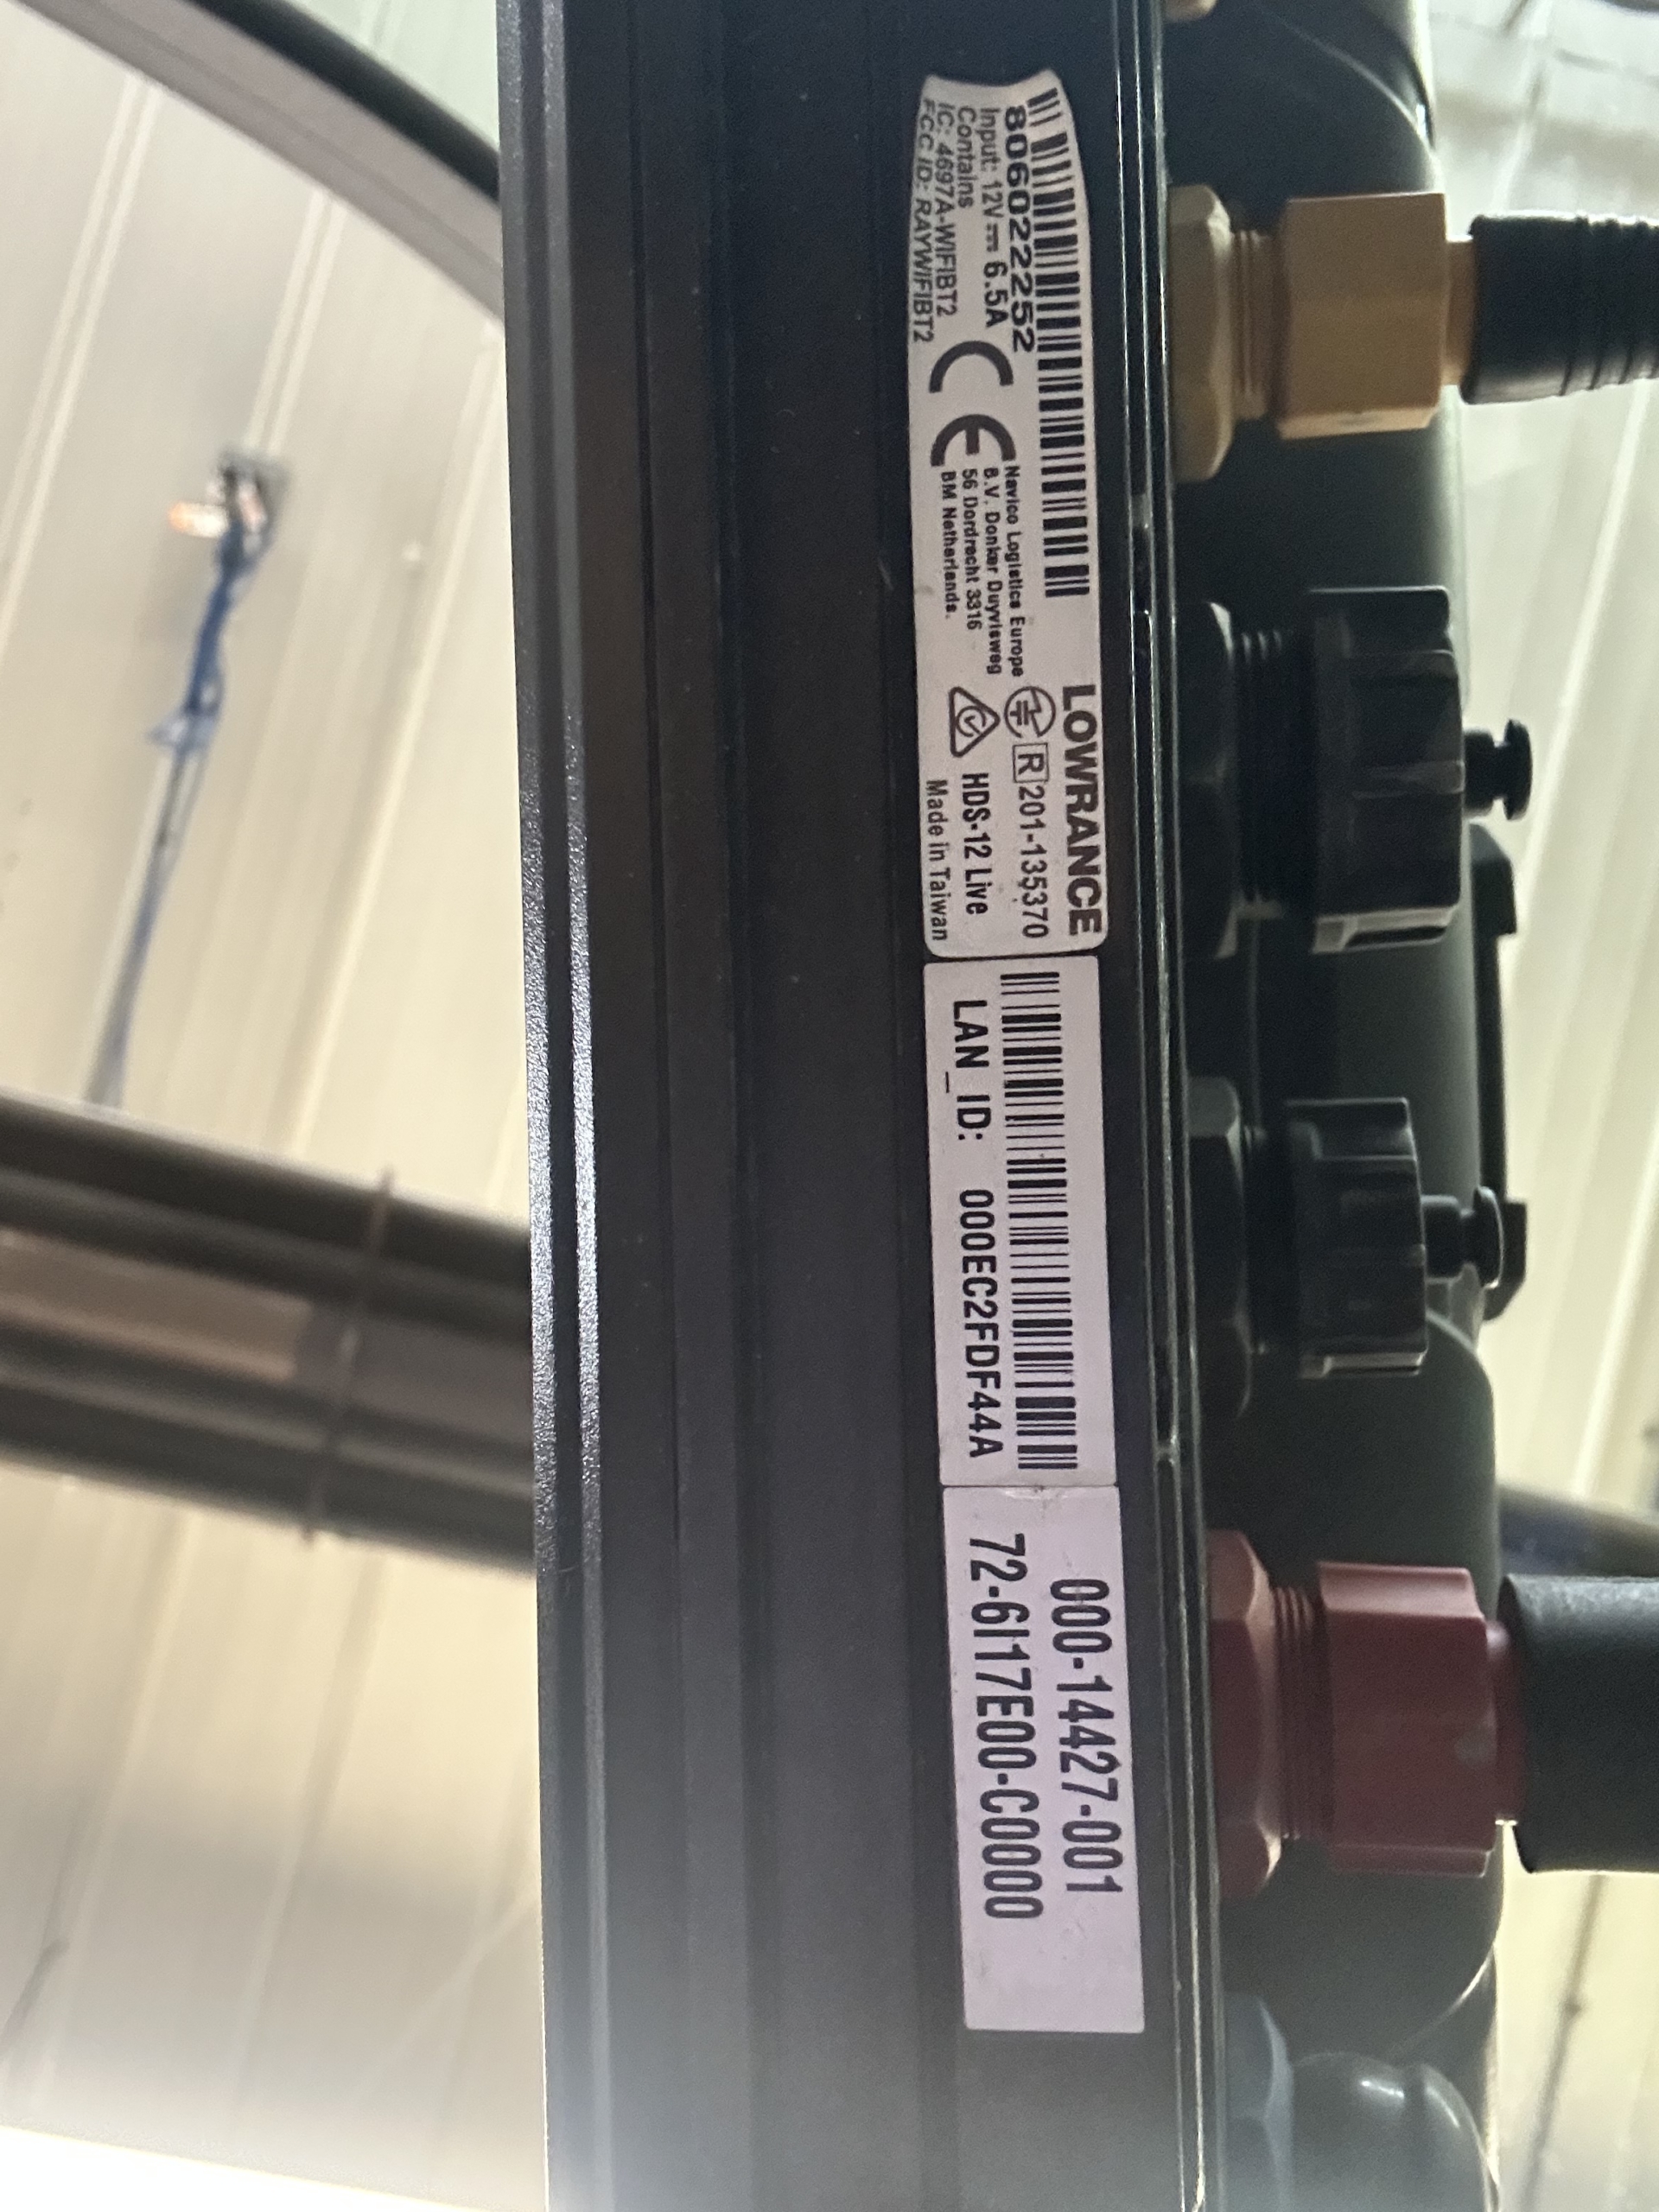 806022252
Input: 12V⎓6.5A
Contains
IC: 4697A-WIFIBT2
FCC ID: RAYWIFIBT2
CE
Navico Logistics Europe
B.V. Donker Duyvisweg
56 Dordrecht 3316
BM Netherlands.
LOWRANCE
R 201-135370
HDS-12 Live
Made in Taiwan
LAN_ID: 000EC2FDF44A
000-14427-001
72-6I17E00-C0000